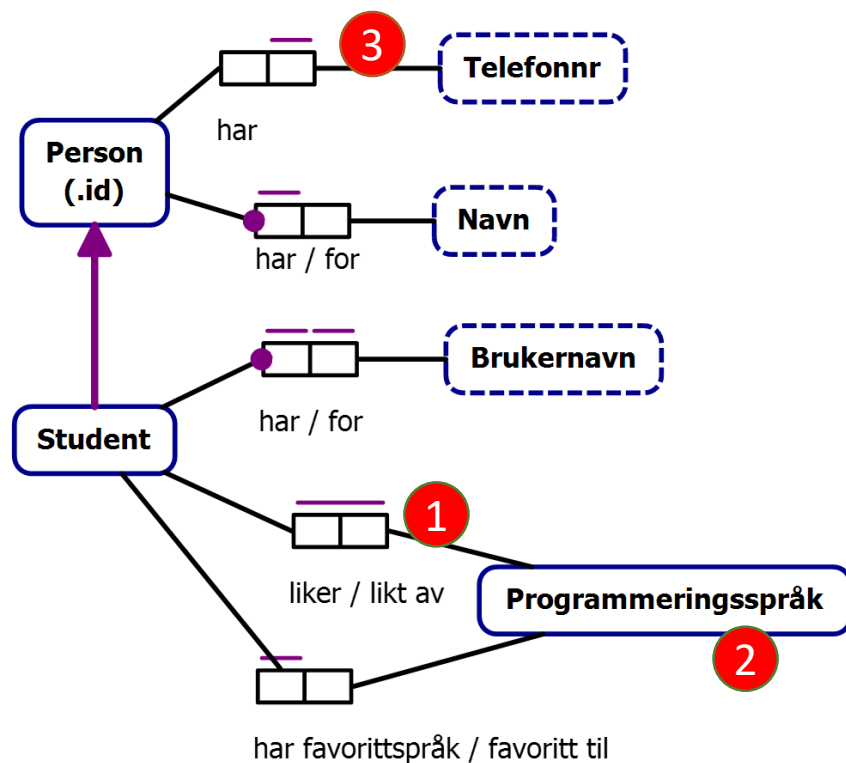 3
Telefonnr
har
Person
(.id)
Navn
har / for
Brukernavn
har / for
Student
1
liker / likt av
Programmeringsspråk
2
har favorittspråk / favoritt til